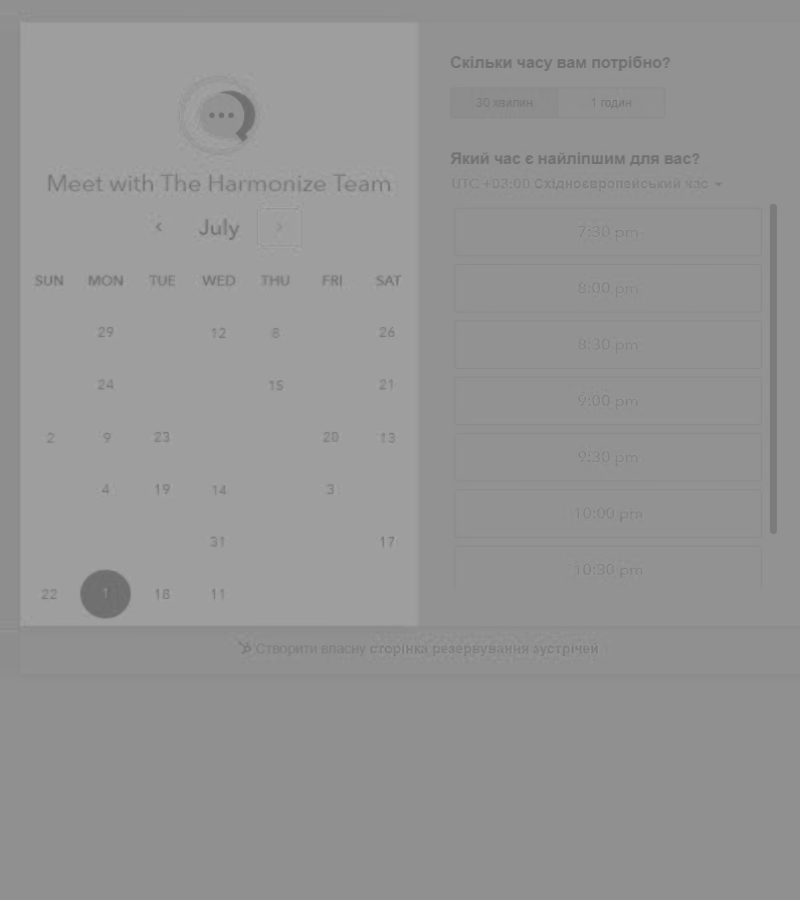 Meet with The Harmonize Team
July
SUN MON TUE WED THU FRI SAT
29 12 8 26
24 15 21
2 9 23 20 13
4 19 14 3
31 17
22 1 18 11
Скільки часу вам потрібно?
30 хвилин 1 годин
Який час є найліпшим для вас?
UTC +03:00 Східноєвропейський час
7:30 pm
8:00 pm
8:30 pm
9:00 pm
9:30 pm
10:00 pm
10:30 pm
Створити власну сторінка резервування зустрічей